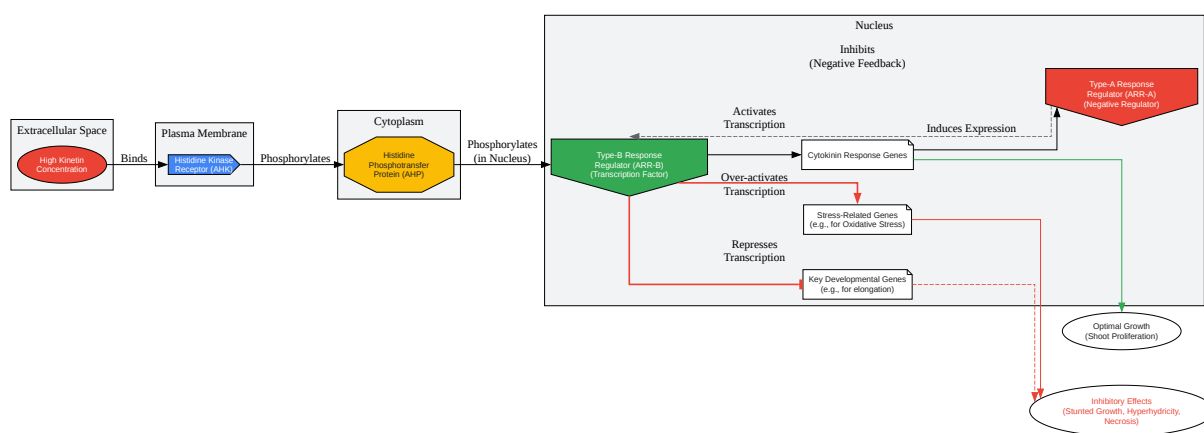 Nucleus
Inhibits
(Negative Feedback)
Type-A Response
Regulator (ARR-A)
(Negative Regulator)
Extracellular Space
High Kinetin
Concentration
Binds
Plasma Membrane
Histidine Kinase
Receptor (AHK)
Phosphorylates
Cytoplasm
Histidine
Phosphotransfer
Protein (AHP)
Phosphorylates
(in Nucleus)
Type-B Response
Regulator (ARR-B)
(Transcription Factor)
Activates
Transcription
Induces Expression
Cytokinin Response Genes
Over-activates
Transcription
Stress-Related Genes
(e.g., for Oxidative Stress)
Represses
Transcription
Key Developmental Genes
(e.g., for elongation)
Optimal Growth
(Shoot Proliferation)
Inhibitory Effects
(Stunted Growth, Hyperhydricity,
Necrosis)